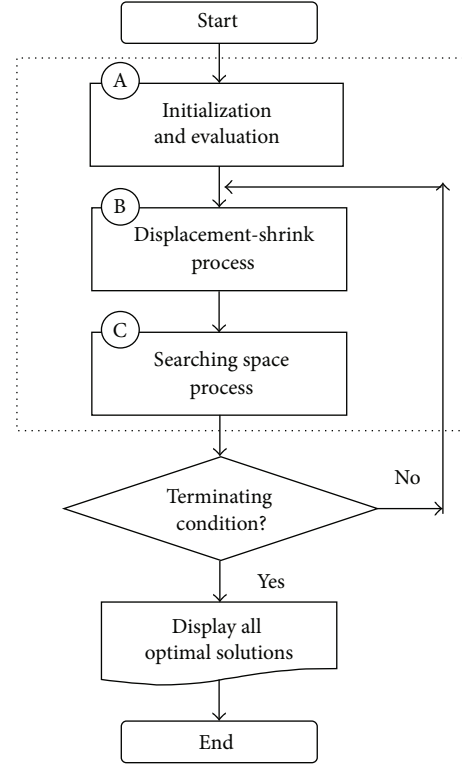 Start
A
Initialization
and evaluation
B
Displacement-shrink
process
C
Searching space
process
Terminating
condition?
No
Yes
Display all
optimal solutions
End